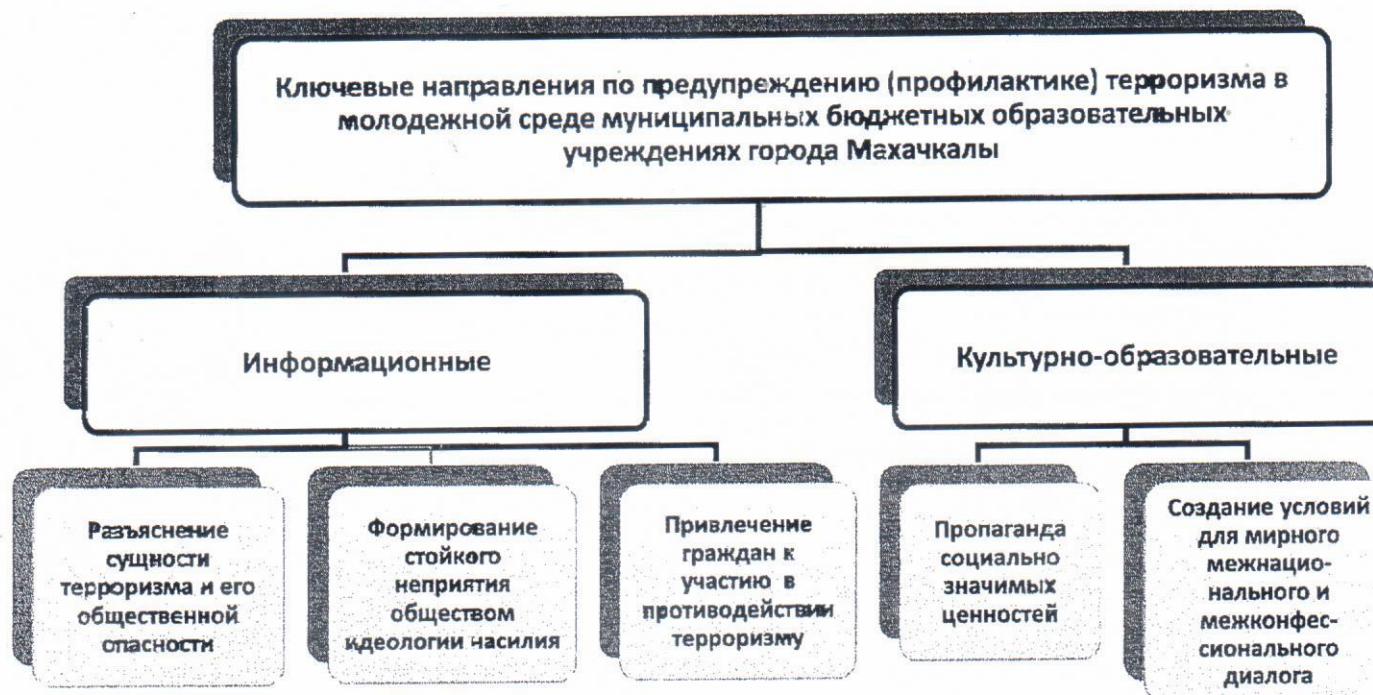 Ключевые направления по предупреждению (профилактике) терроризма в
молодежной среде муниципальных бюджетных образовательных
учреждениях города Махачкалы
Информационные
Культурно-образовательные
Разъяснение
сущности
терроризма и его
общественной
опасности
Формирование
стойкого
неприятия
обществом
идеологии насилия
Привлечение
граждан к
участию в
противодействии
терроризму
Пропаганда
социально
значимых
ценностей
Создание условий
для мирного
межнацио-
нального и
межконфес-
сионального
диалога